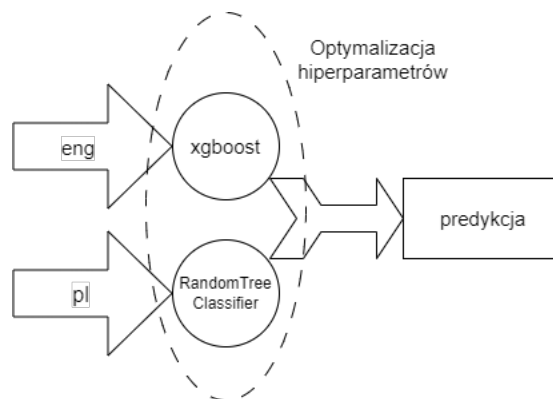 Optymalizacja
hiperparametrów
eng
xgboost
predykcja
pl
RandomTree
Classifier